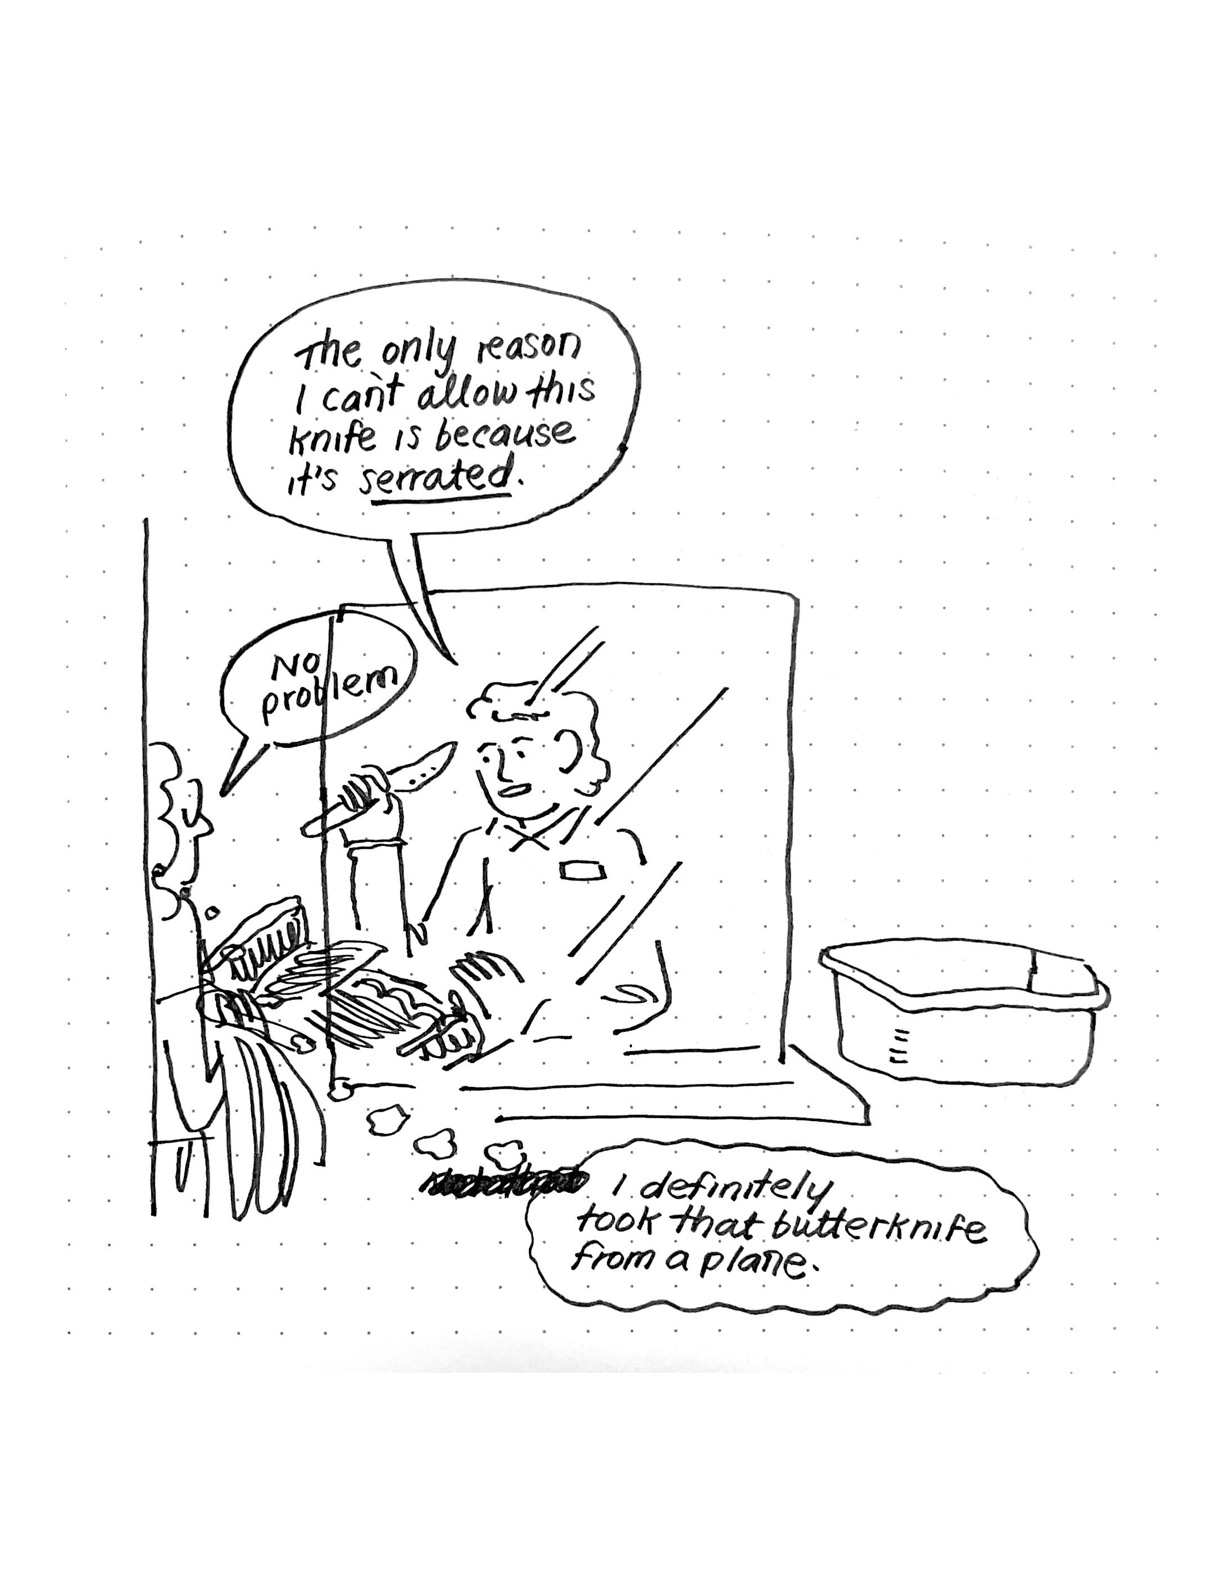 The only reason
I can't allow this
knife is because
it's serrated.
No
problem
I definitely
took that butterknife
from a plane.